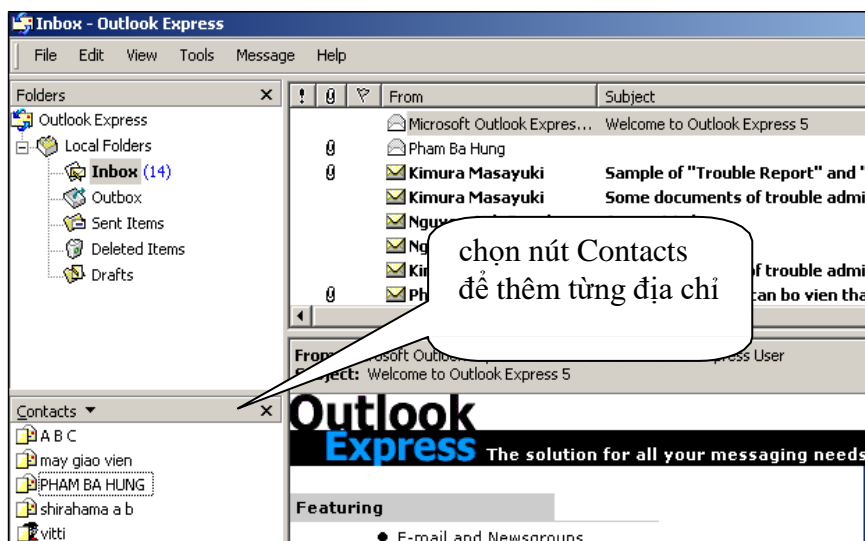 Inbox - Outlook Express
File Edit View Tools Message Help
Folders
Outlook Express
Local Folders
Inbox (14)
Outbox
Sent Items
Deleted Items
Drafts
! From Subject
Microsoft Outlook Expres... Welcome to Outlook Express 5
Pham Ba Hung
Kimura Masayuki Sample of "Trouble Report" and "
Kimura Masayuki Some documents of trouble admi
of trouble admi
can bo vien tha
chọn nút Contacts
để thêm từng địa chỉ
From: Express User
Subject: Welcome to Outlook Express 5
Contacts
A B C
may giao vien
PHAM BA HUNG
shirahama a b
vitti
Outlook
Express The solution for all your messaging needs
Featuring
E-mail and Newsgroups